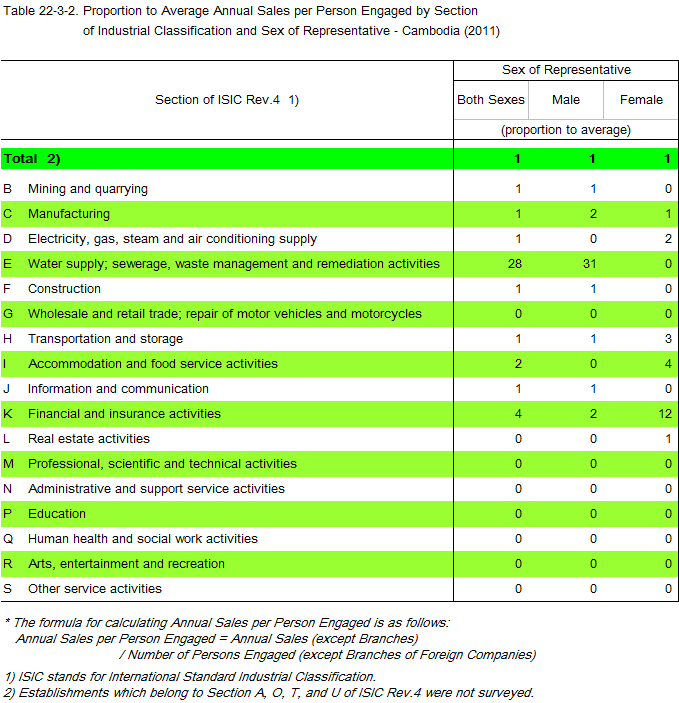 Table 22-3-2. Proportion to Average Annual Sales per Person Engaged by Section
of Industrial Classification and Sex of Representative - Cambodia (2011)
Section of ISIC Rev.4 1)
Sex of Representative
Both Sexes Male Female
(proportion to average)
Total 2) 1 1 1
B Mining and quarrying 1 1 0
C Manufacturing 1 2 1
D Electricity, gas, steam and air conditioning supply 1 0 2
E Water supply; sewerage, waste management and remediation activities 28 31 0
F Construction 1 1 0
G Wholesale and retail trade; repair of motor vehicles and motorcycles 0 0 0
H Transportation and storage 1 1 3
I Accommodation and food service activities 2 0 4
J Information and communication 1 1 0
K Financial and insurance activities 4 2 12
L Real estate activities 0 0 1
M Professional, scientific and technical activities 0 0 0
N Administrative and support service activities 0 0 0
P Education 0 0 0
Q Human health and social work activities 0 0 0
R Arts, entertainment and recreation 0 0 0
S Other service activities 0 0 0
* The formula for calculating Annual Sales per Person Engaged is as follows:
Annual Sales per Person Engaged = Annual Sales (except Branches)
/ Number of Persons Engaged (except Branches of Foreign Companies)
1) ISIC stands for International Standard Industrial Classification.
2) Establishments which belong to Section A, O, T, and U of ISIC Rev.4 were not surveyed.